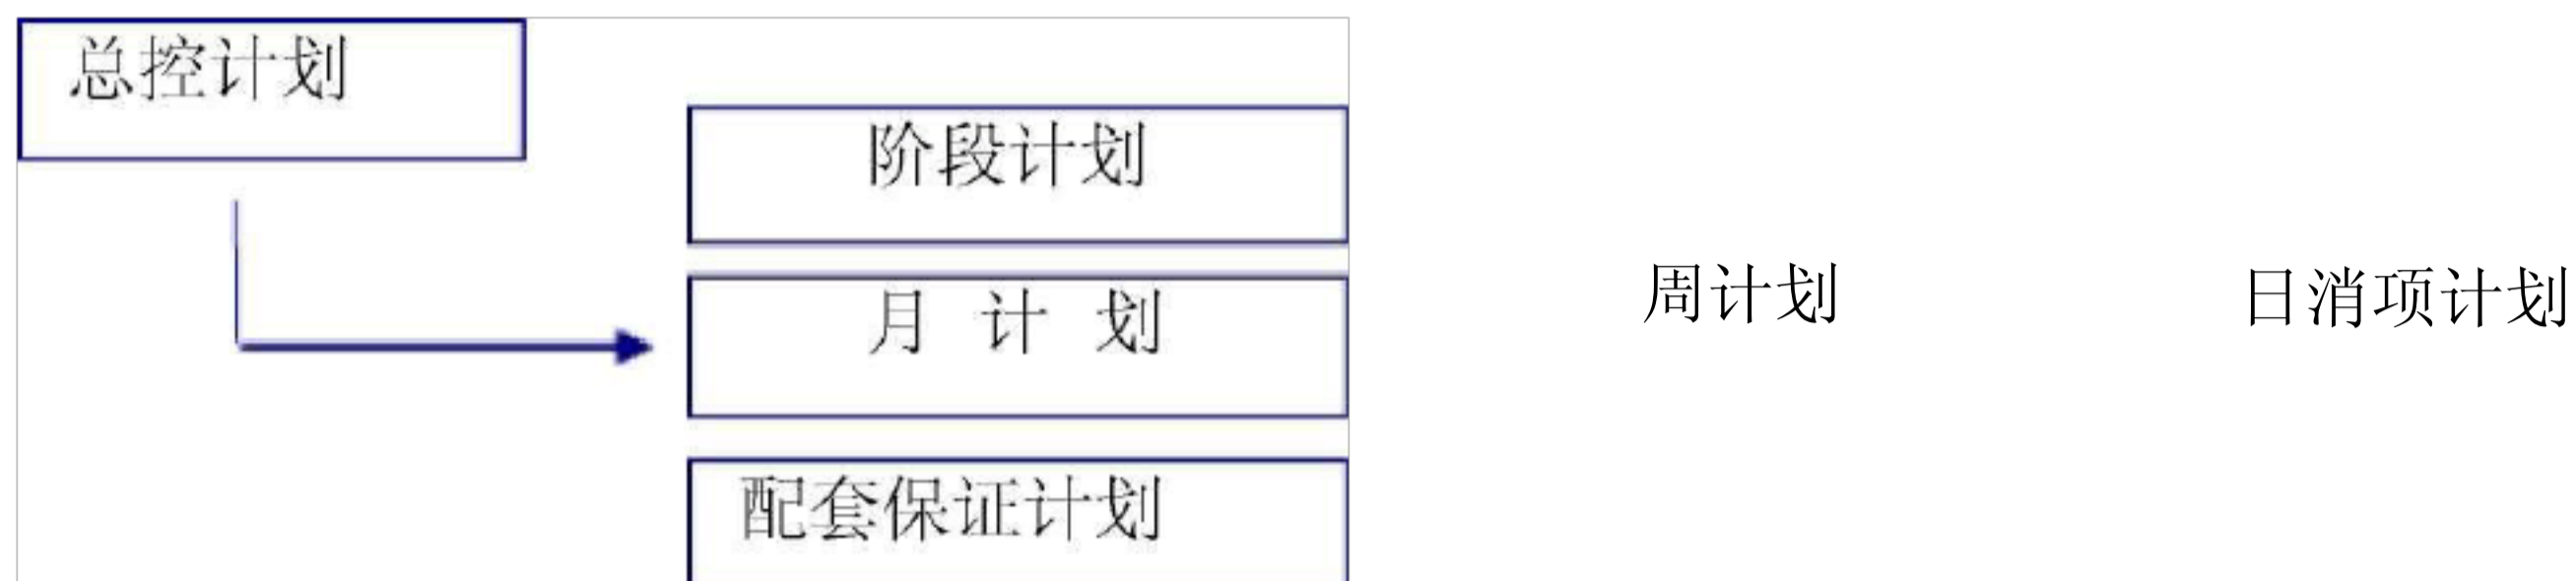 总控计划
阶段计划
月 计 划
周计划
日消项计划
配套保证计划